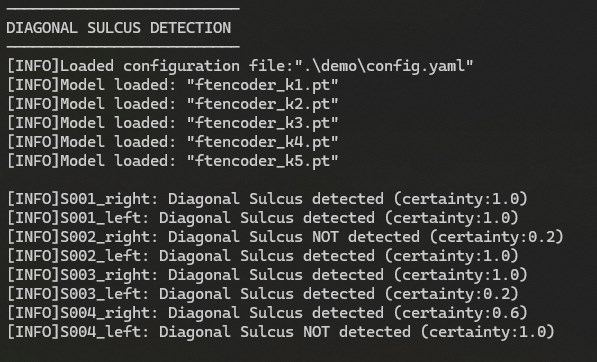 DIAGONAL SULCUS DETECTION
[INFO]Loaded configuration file:".\demo\config.yaml"
[INFO]Model loaded: "ftencoder_k1.pt"
[INFO]Model loaded: "ftencoder_k2.pt"
[INFO]Model loaded: "ftencoder_k3.pt"
[INFO]Model loaded: "ftencoder_k4.pt"
[INFO]Model loaded: "ftencoder_k5.pt"
[INFO]S001_right: Diagonal Sulcus detected (certainty:1.0)
[INFO]S001_left: Diagonal Sulcus detected (certainty:1.0)
[INFO]S002_right: Diagonal Sulcus NOT detected (certainty:0.2)
[INFO]S002_left: Diagonal Sulcus detected (certainty:1.0)
[INFO]S003_right: Diagonal Sulcus detected (certainty:1.0)
[INFO]S003_left: Diagonal Sulcus detected (certainty:0.2)
[INFO]S004_right: Diagonal Sulcus detected (certainty:0.6)
[INFO]S004_left: Diagonal Sulcus NOT detected (certainty:1.0)